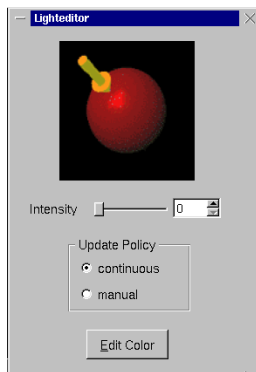 Lighteditor
Intensity 0
Update Policy
continuous
manual
Edit Color